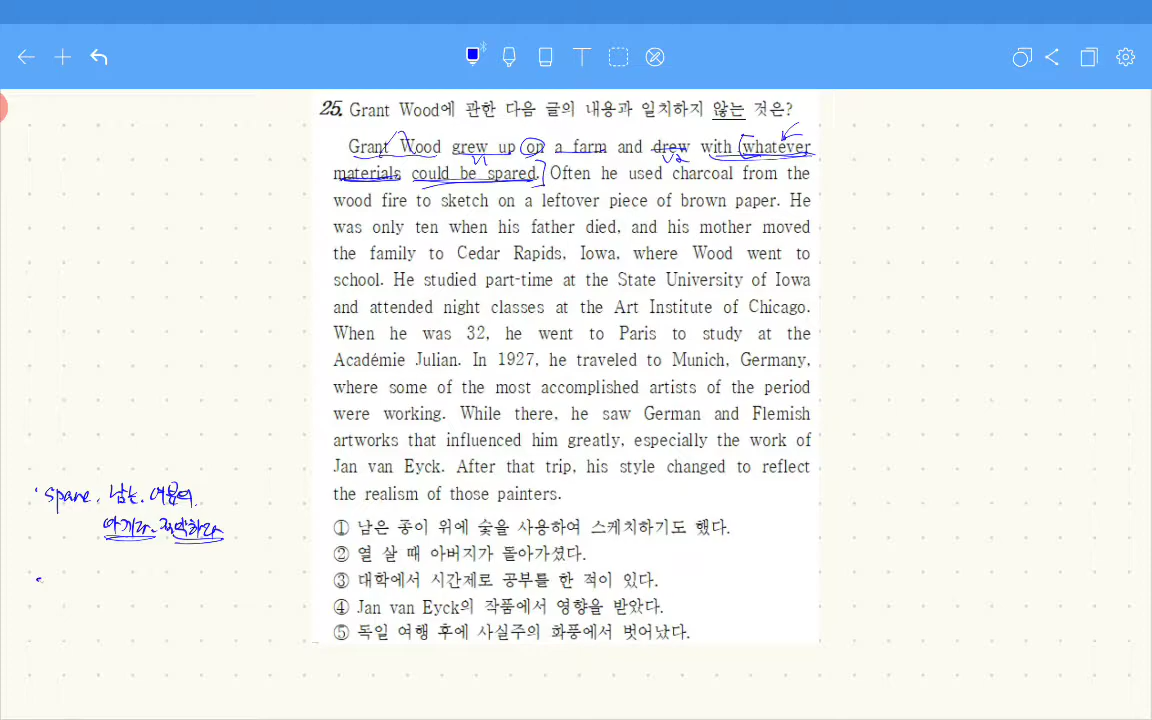 25. Grant Wood에 관한 다음 글의 내용과 일치하지 않는 것은?
Grant Wood grew up on a farm and drew with whatever
materials could be spared. Often he used charcoal from the
wood fire to sketch on a leftover piece of brown paper. He
was only ten when his father died, and his mother moved
the family to Cedar Rapids, Iowa, where Wood went to
school. He studied part-time at the State University of Iowa
and attended night classes at the Art Institute of Chicago.
When he was 32, he went to Paris to study at the
Académie Julian. In 1927, he traveled to Munich, Germany,
where some of the most accomplished artists of the period
were working. While there, he saw German and Flemish
artworks that influenced him greatly, especially the work of
Jan van Eyck. After that trip, his style changed to reflect
the realism of those painters.
① 남은 종이 위에 숯을 사용하여 스케치하기도 했다.
② 열 살 때 아버지가 돌아가셨다.
③ 대학에서 시간제로 공부를 한 적이 있다.
④ Jan van Eyck의 작품에서 영향을 받았다.
⑤ 독일 여행 후에 사실주의 화풍에서 벗어났다.
V1
V2
spare, 남는, 여분의
아끼다, 절약하다